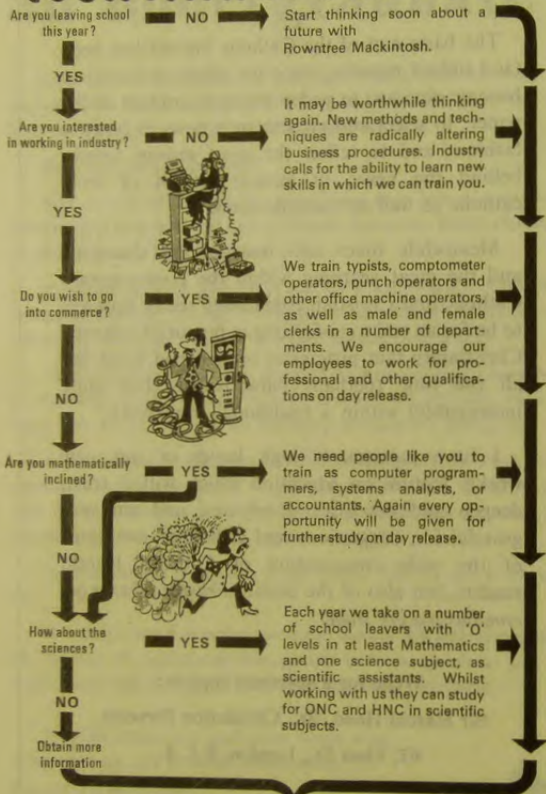 Are you leaving school
this year?
NO
Start thinking soon about a
future with
Rowntree Mackintosh.
YES
Are you interested
in working in industry?
NO
It may be worthwhile thinking
again. New methods and tech-
niques are radically altering
business procedures. Industry
calls for the ability to learn new
skills in which we can train you.
YES
Do you wish to go
into commerce?
YES
We train typists, comptometer
operators, punch operators and
other office machine operators,
as well as male and female
clerks in a number of depart-
ments. We encourage our
employees to work for pro-
fessional and other qualifica-
tions on day release.
NO
Are you mathematically
inclined?
YES
We need people like you to
train as computer program-
mers, systems analysts, or
accountants. Again every op-
portunity will be given for
further study on day release.
NO
How about the
sciences?
YES
Each year we take on a number
of school leavers with 'O'
levels in at least Mathematics
and one science subject, as
scientific assistants. Whilst
working with us they can study
for ONC and HNC in scientific
subjects.
NO
Obtain more
information